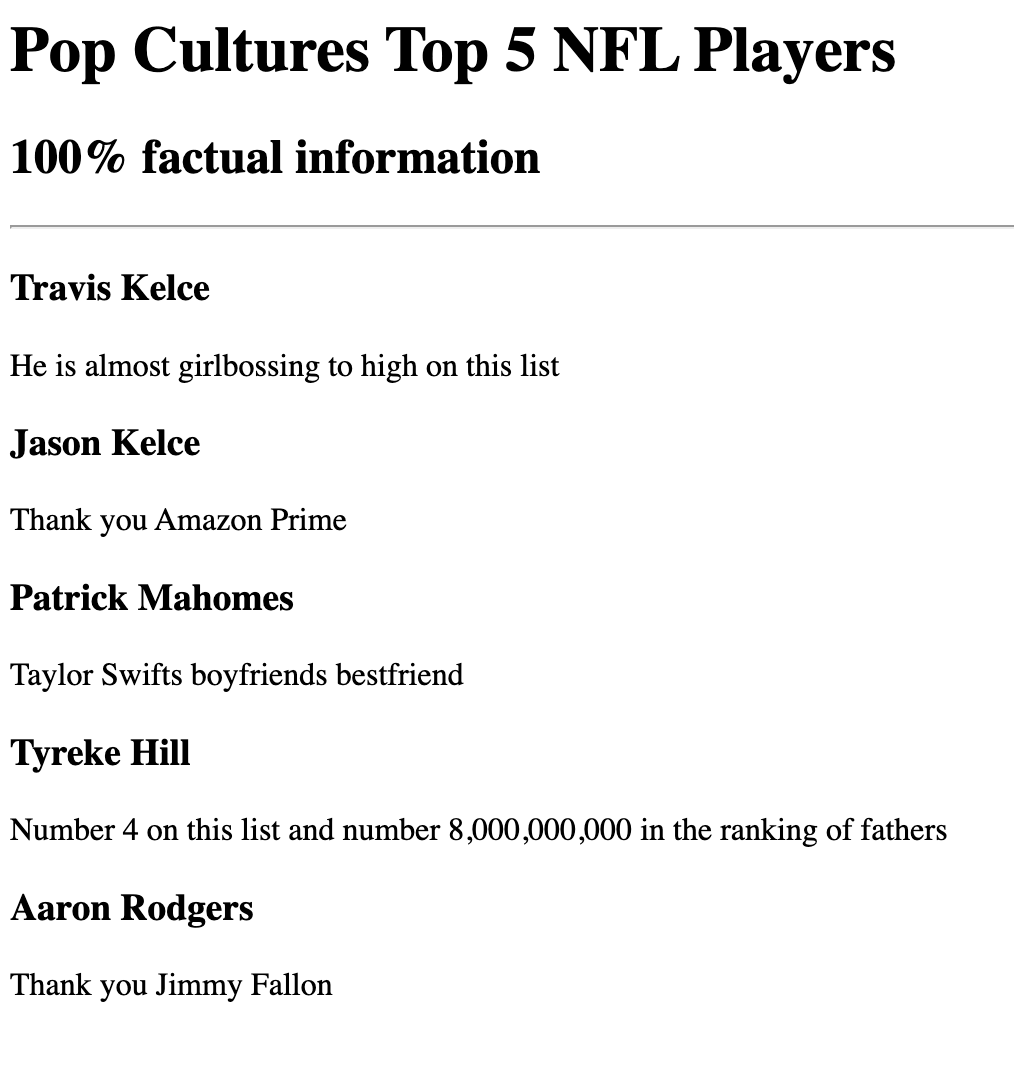 Pop Cultures Top 5 NFL Players
100% factual information
Travis Kelce
He is almost girlbossing to high on this list
Jason Kelce
Thank you Amazon Prime
Patrick Mahomes
Taylor Swifts boyfriends bestfriend
Tyreke Hill
Number 4 on this list and number 8,000,000,000 in the ranking of fathers
Aaron Rodgers
Thank you Jimmy Fallon